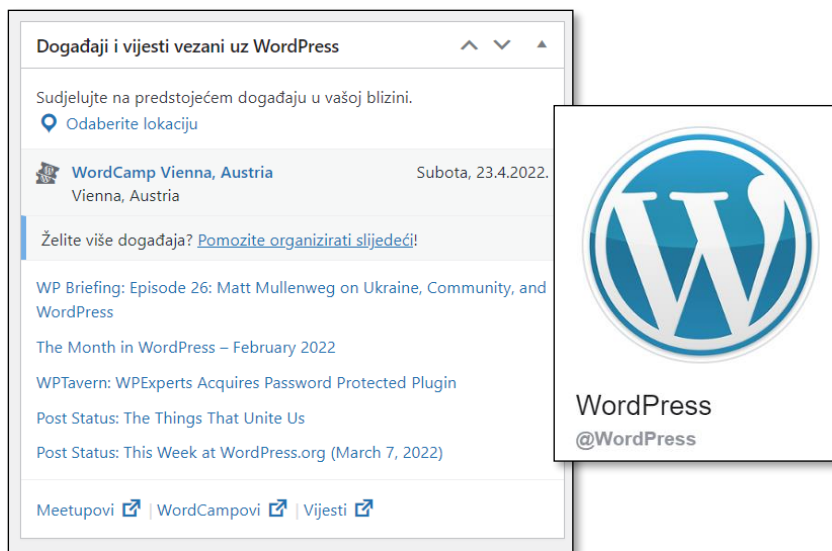 Događaji i vijesti vezani uz WordPress
Sudjelujte na predstojećem događaju u vašoj blizini.
Odaberite lokaciju
WordCamp Vienna, Austria Subota, 23.4.2022.
Vienna, Austria
Želite više događaja? Pomozite organizirati slijedeći!
WP Briefing: Episode 26: Matt Mullenweg on Ukraine, Community, and
WordPress
The Month in WordPress – February 2022
WPTavern: WPExperts Acquires Password Protected Plugin
Post Status: The Things That Unite Us
Post Status: This Week at WordPress.org (March 7, 2022)
Meetupovi | WordCampovi | Vijesti
W
WordPress
@WordPress